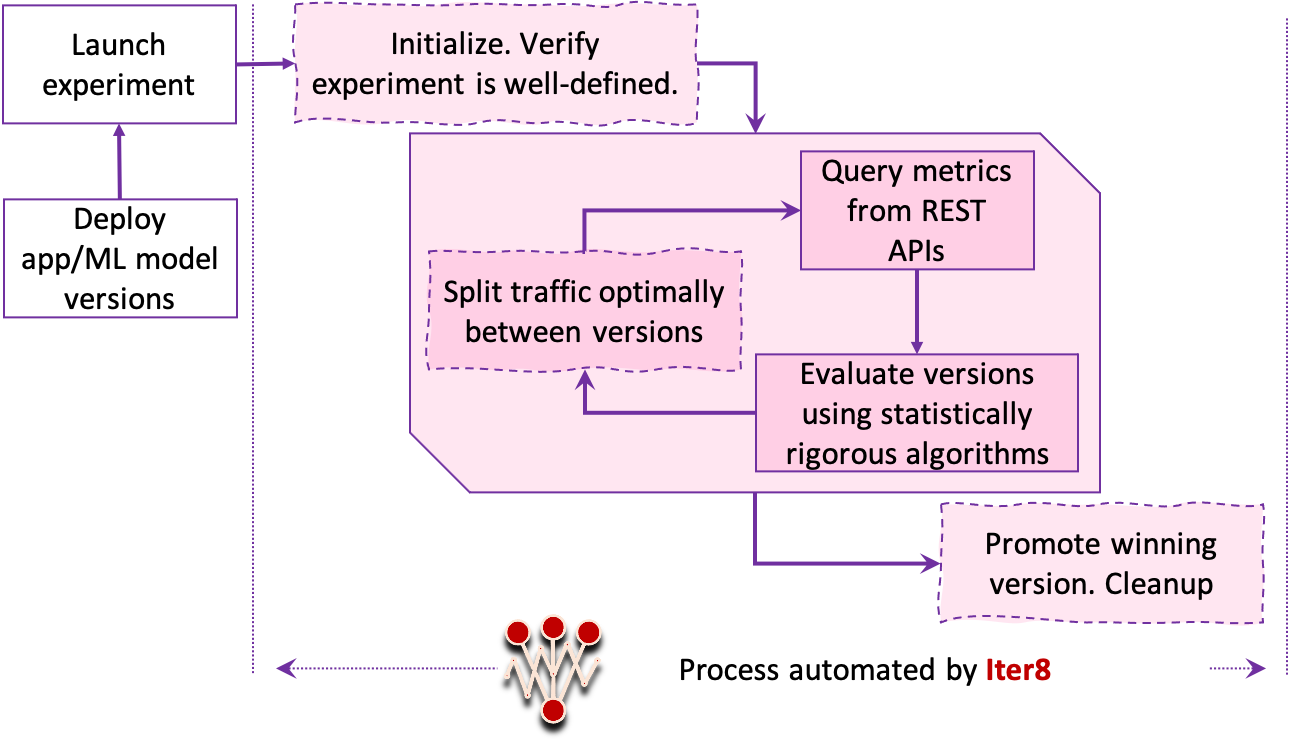 Launch
experiment
Initialize. Verify
experiment is well-defined.
Deploy
app/ML model
versions
Query metrics
from REST
APIs
Split traffic optimally
between versions
Evaluate versions
using statistically
rigorous algorithms
Promote winning
version. Cleanup
Process automated by Iter8